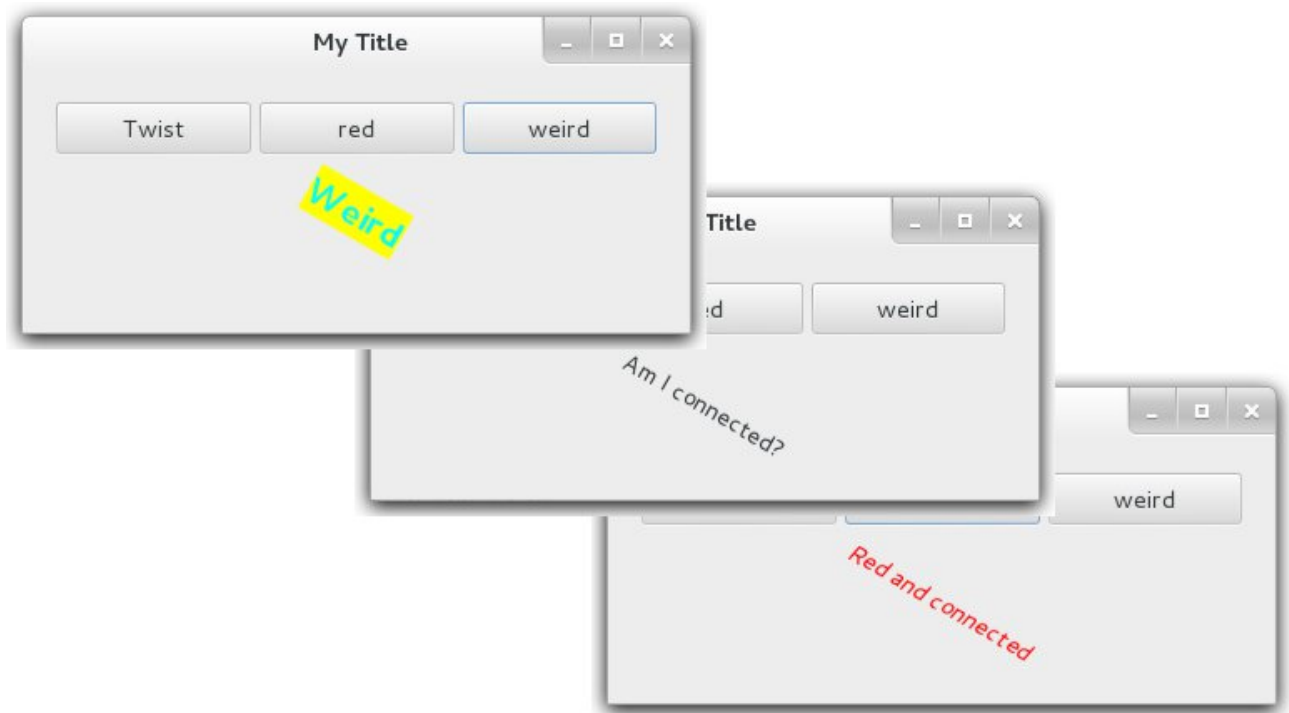 My Title
Twist
red
weird
Weird
Title
ed
weird
Am I connected?
weird
Red and connected